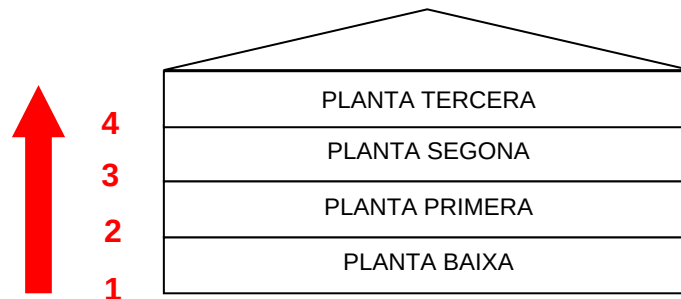 PLANTA TERCERA
4
PLANTA SEGONA
3
PLANTA PRIMERA
2
PLANTA BAIXA
1